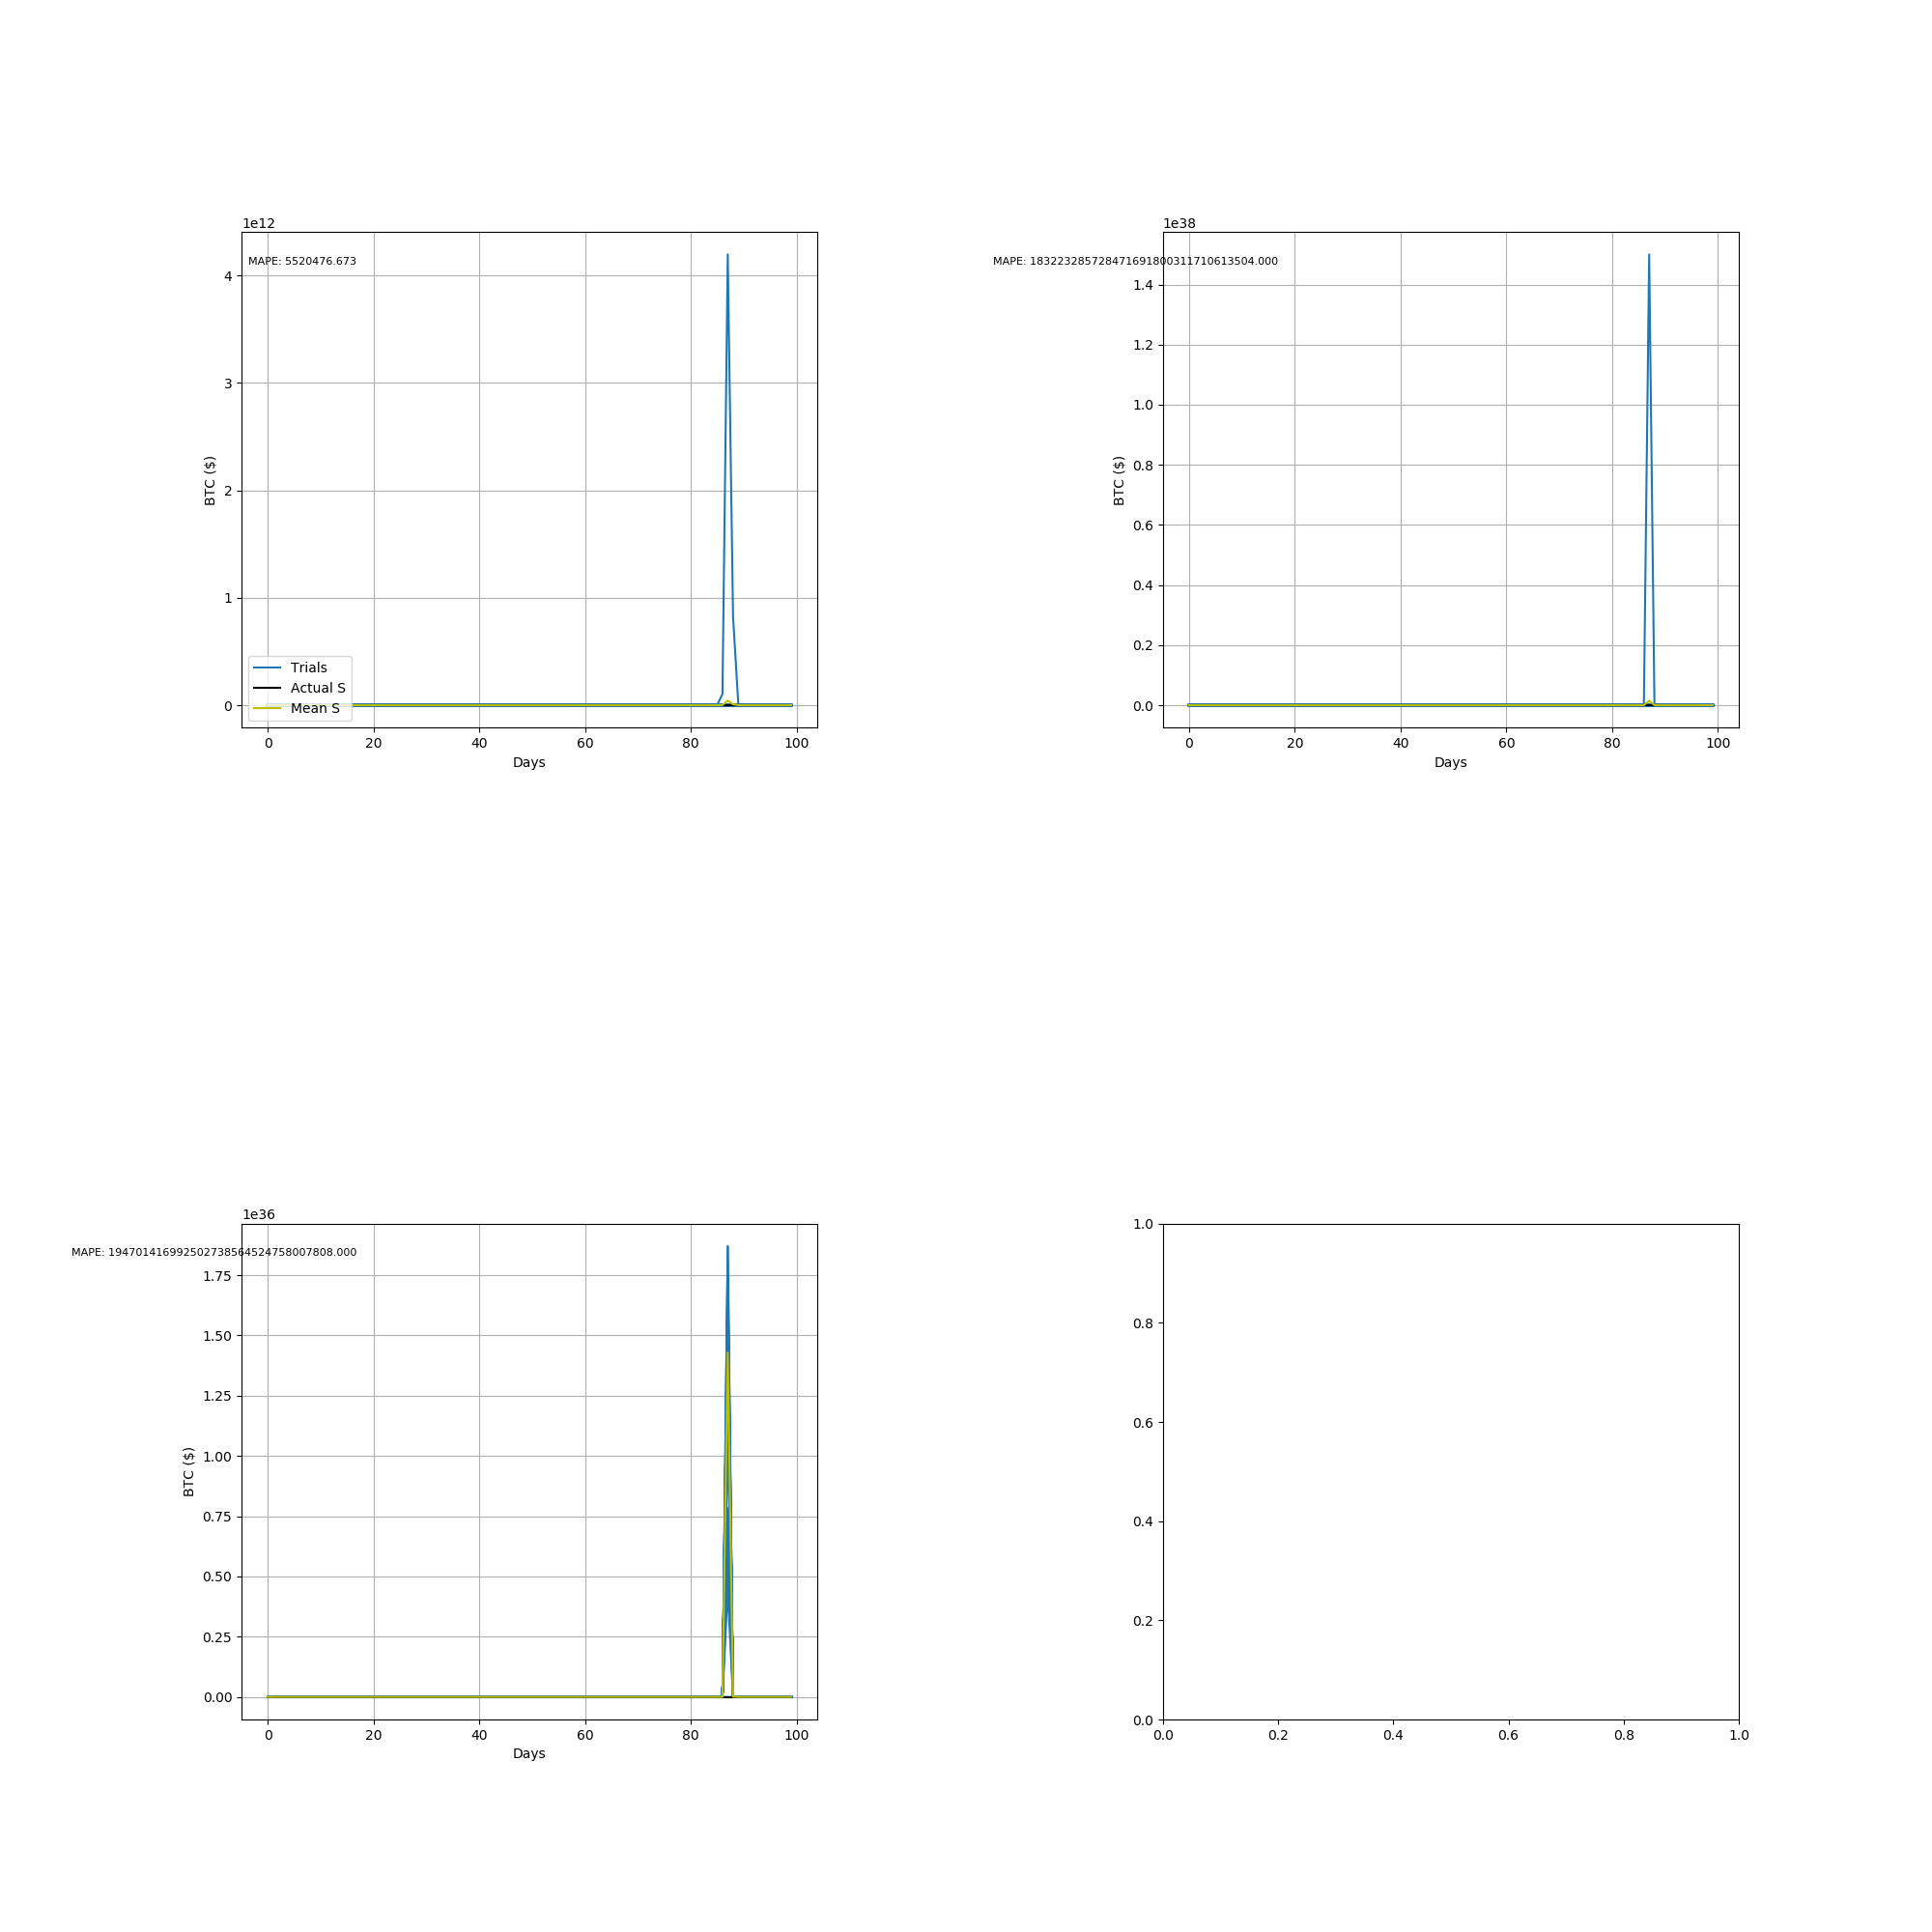 1e12
MAPE: 5520476.673
4
3
2
1
0
BTC ($)
Trials
Actual S
Mean S
0 20 40 60 80 100
Days
1e38
MAPE: 18322328572847169180031171061​3504.000
1.4
1.2
1.0
0.8
0.6
0.4
0.2
0.0
BTC ($)
0 20 40 60 80 100
Days
1e36
MAPE: 1947014169925027385645247580078​08.000
1.75
1.50
1.25
1.00
0.75
0.50
0.25
0.00
BTC ($)
0 20 40 60 80 100
Days
1.0
0.8
0.6
0.4
0.2
0.0
0.0 0.2 0.4 0.6 0.8 1.0